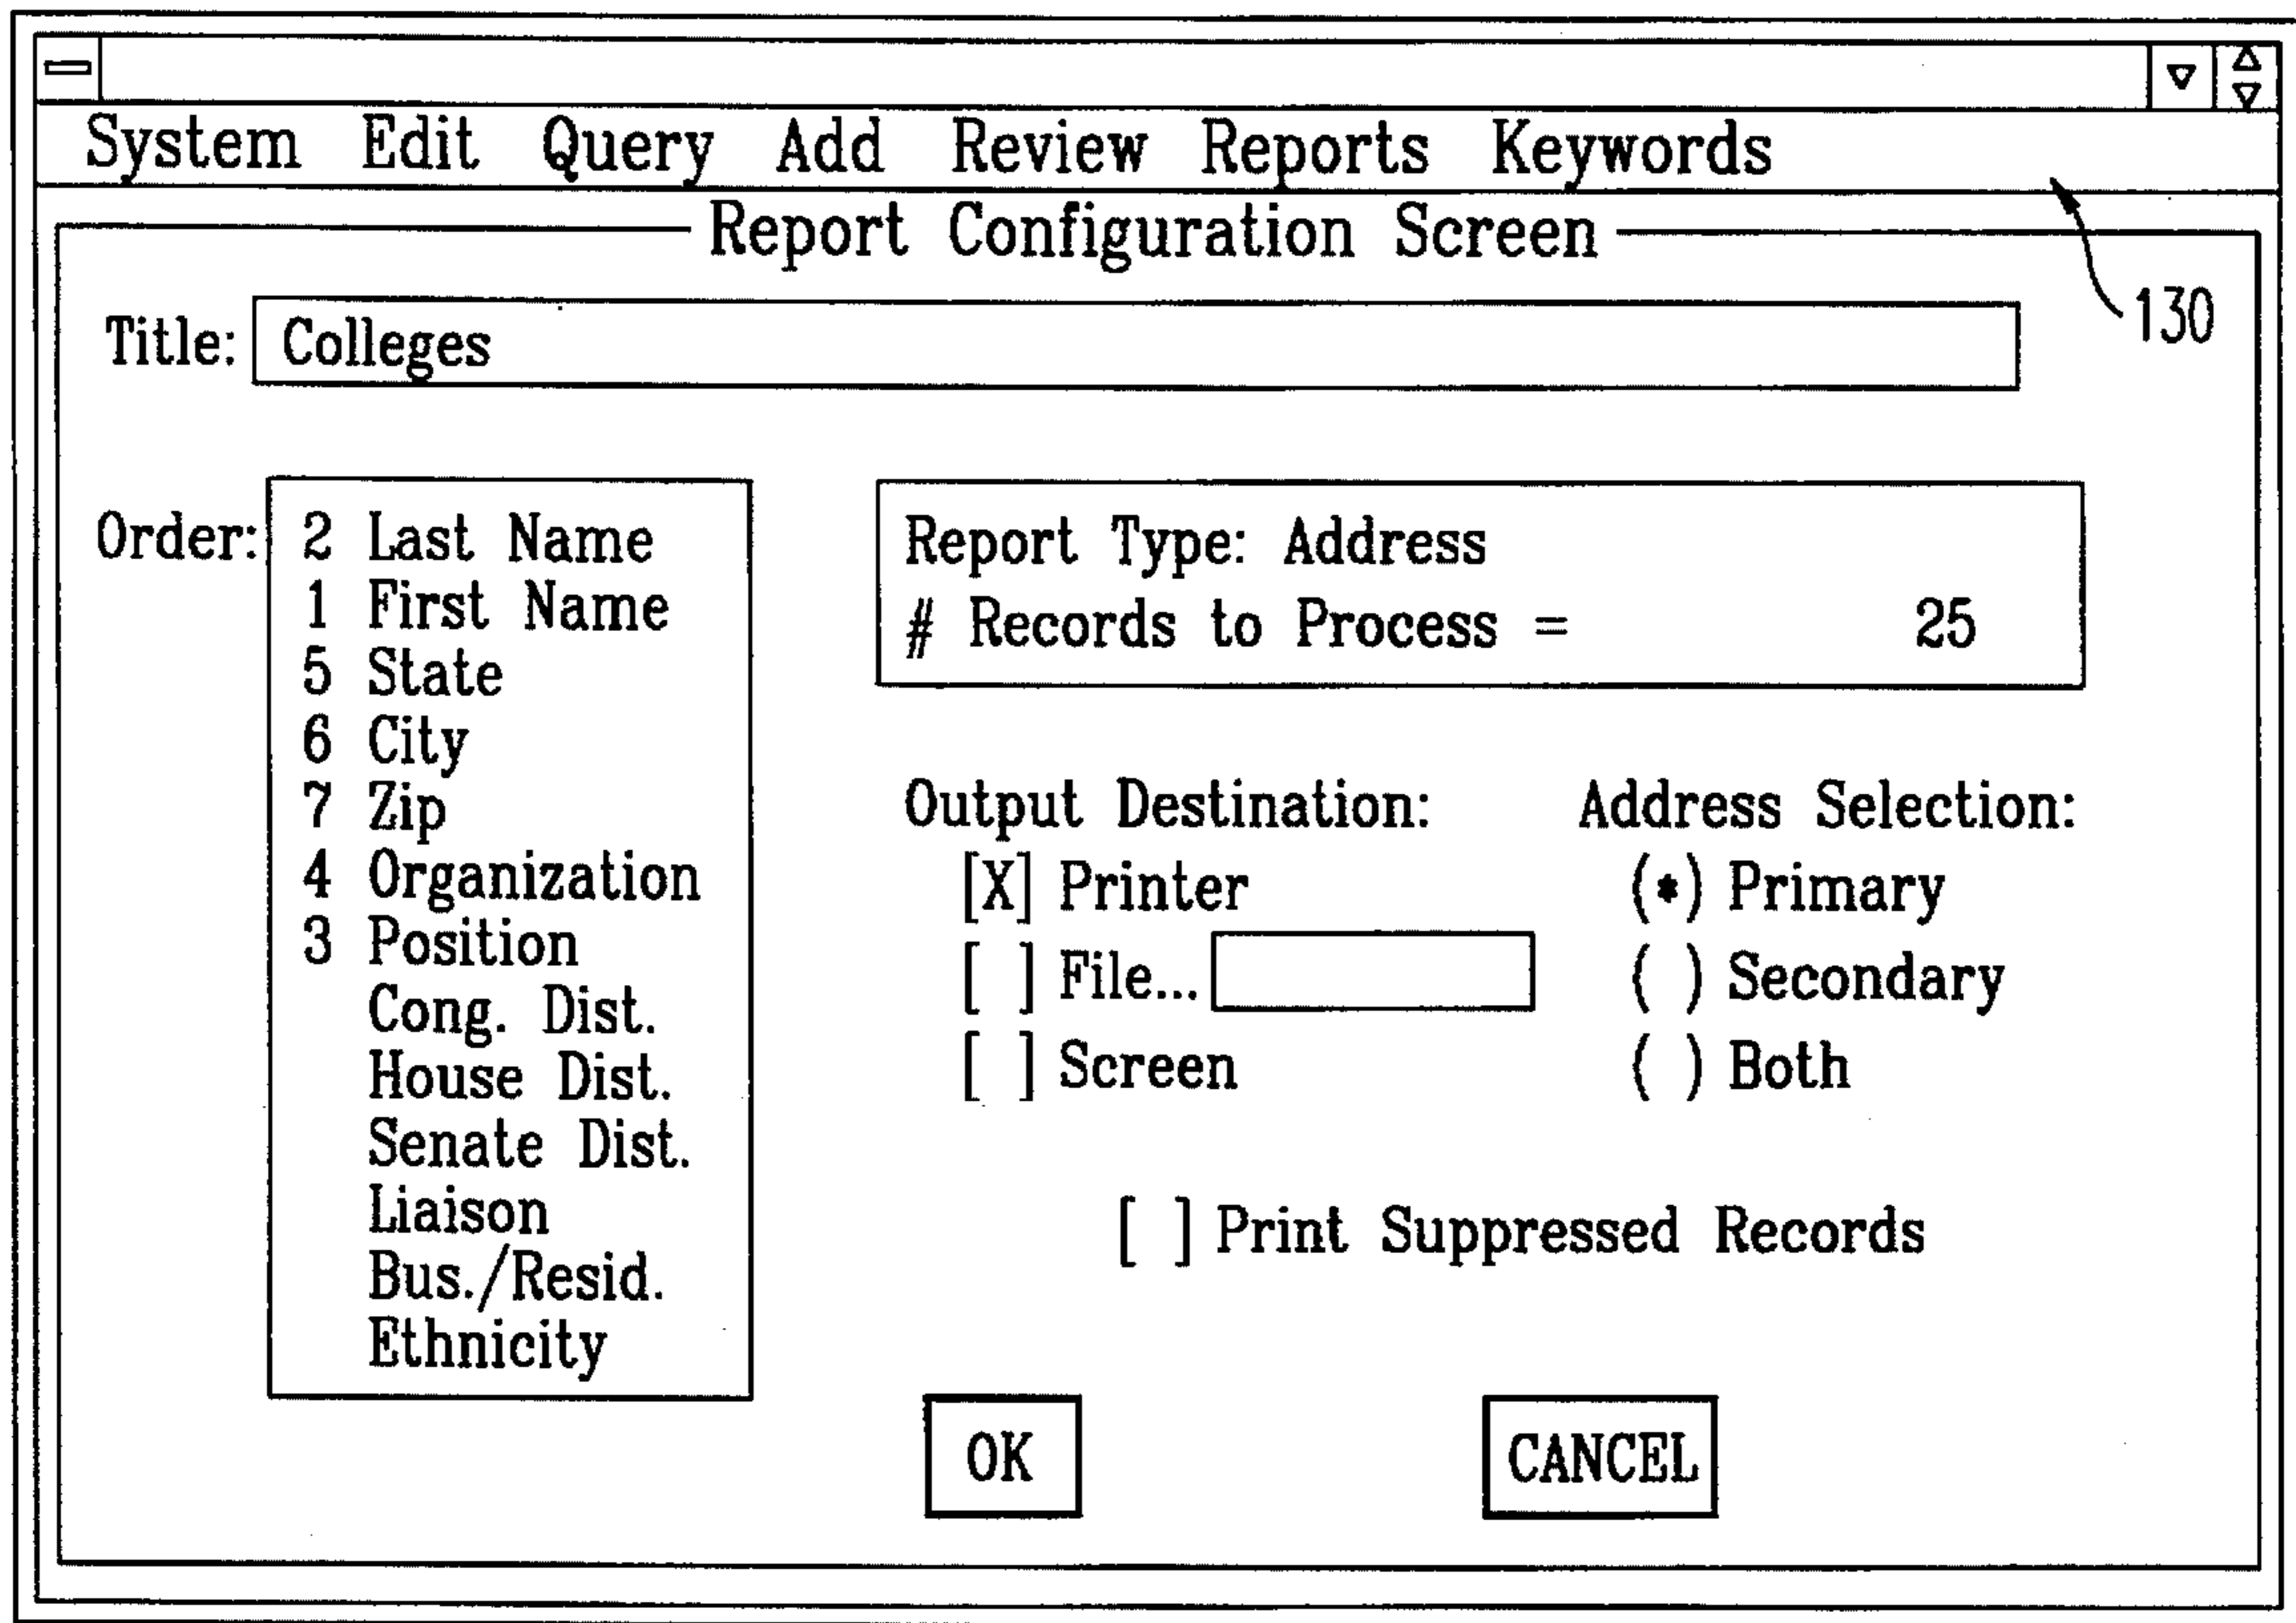 System Edit Query Add Review Reports Keywords
Report Configuration Screen
130
Title: Colleges
Order:
2 Last Name
1 First Name
5 State
6 City
7 Zip
4 Organization
3 Position
Cong. Dist.
House Dist.
Senate Dist.
Liaison
Bus./Resid.
Ethnicity
Report Type: Address
# Records to Process = 25
Output Destination:
[X] Printer
[ ] File...
[ ] Screen
Address Selection:
(*) Primary
( ) Secondary
( ) Both
[ ] Print Suppressed Records
OK
CANCEL